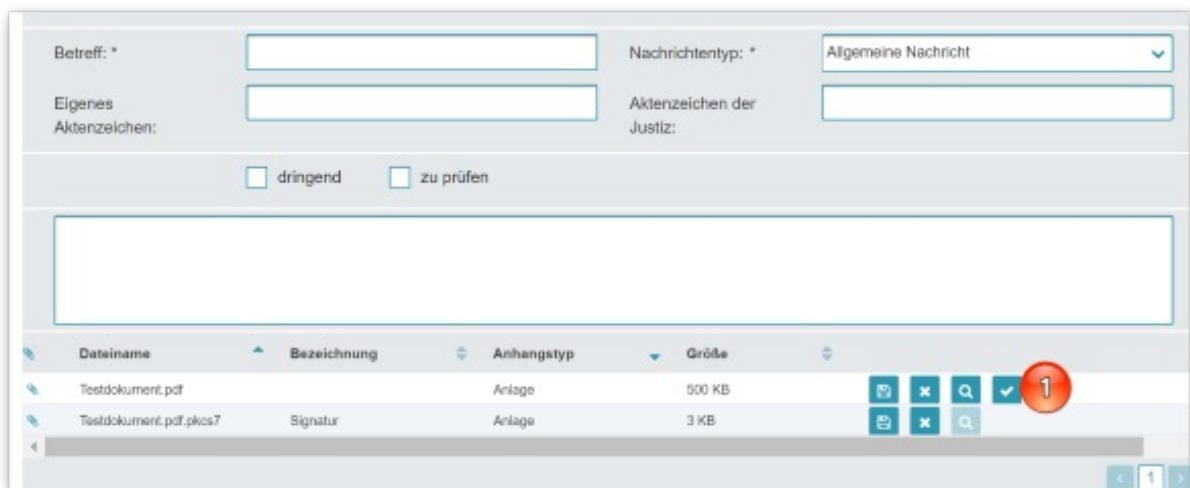 Betreff: * Nachrichtentyp: * Allgemeine Nachricht
Eigenes Aktenzeichen: Aktenzeichen der Justiz:
dringend zu prüfen
Dateiname Bezeichnung Anhangstyp Größe
Testdokument.pdf Anlage 500 KB 1
Testdokument.pdf.pkcs7 Signatur Anlage 3 KB
1